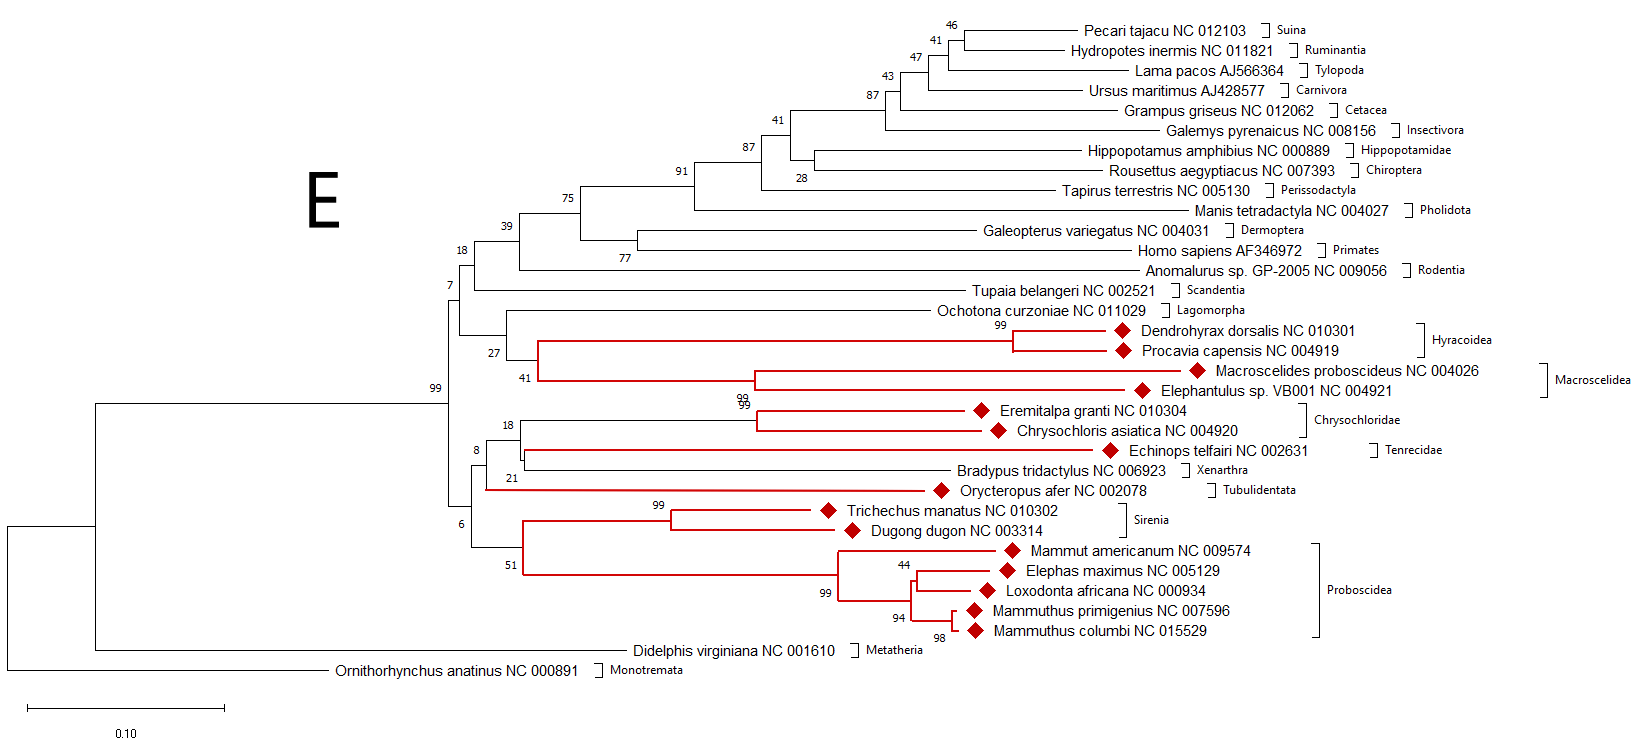 E
46
Pecari tajacu NC 012103 Suina
41
Hydropotes inermis NC 011821 Ruminantia
47
Lama pacos AJ566364 Tylopoda
43
Ursus maritimus AJ428577 Carnivora
87
Grampus griseus NC 012062 Cetacea
41
Galemys pyrenaicus NC 008156 Insectivora
87
Hippopotamus amphibius NC 000889 Hippopotamidae
91
Rousettus aegyptiacus NC 007393 Chiroptera
28
Tapirus terrestris NC 005130 Perissodactyla
75
Manis tetradactyla NC 004027 Pholidota
39
Galeopterus variegatus NC 004031 Dermoptera
18
Homo sapiens AF346972 Primates
77
Anomalurus sp. GP-2005 NC 009056 Rodentia
7
Tupaia belangeri NC 002521 Scandentia
Ochotona curzoniae NC 011029 Lagomorpha
99
Dendrohyrax dorsalis NC 010301
Hyracoidea
27
Procavia capensis NC 004919
41
Macroscelides proboscideus NC 004026
Macroscelidea
99
Elephantulus sp. VB001 NC 004921
99
99
Eremitalpa granti NC 010304
Chrysochloridae
18
Chrysochloris asiatica NC 004920
8
Echinops telfairi NC 002631 Tenrecidae
21
Bradypus tridactylus NC 006923 Xenarthra
Orycteropus afer NC 002078 Tubulidentata
99
Trichechus manatus NC 010302
Sirenia
6
Dugong dugon NC 003314
Mammut americanum NC 009574
51
44
Elephas maximus NC 005129
99
Loxodonta africana NC 000934
Proboscidea
94
Mammuthus primigenius NC 007596
98
Mammuthus columbi NC 015529
Didelphis virginiana NC 001610 Metatheria
Ornithorhynchus anatinus NC 000891 Monotremata
0.10